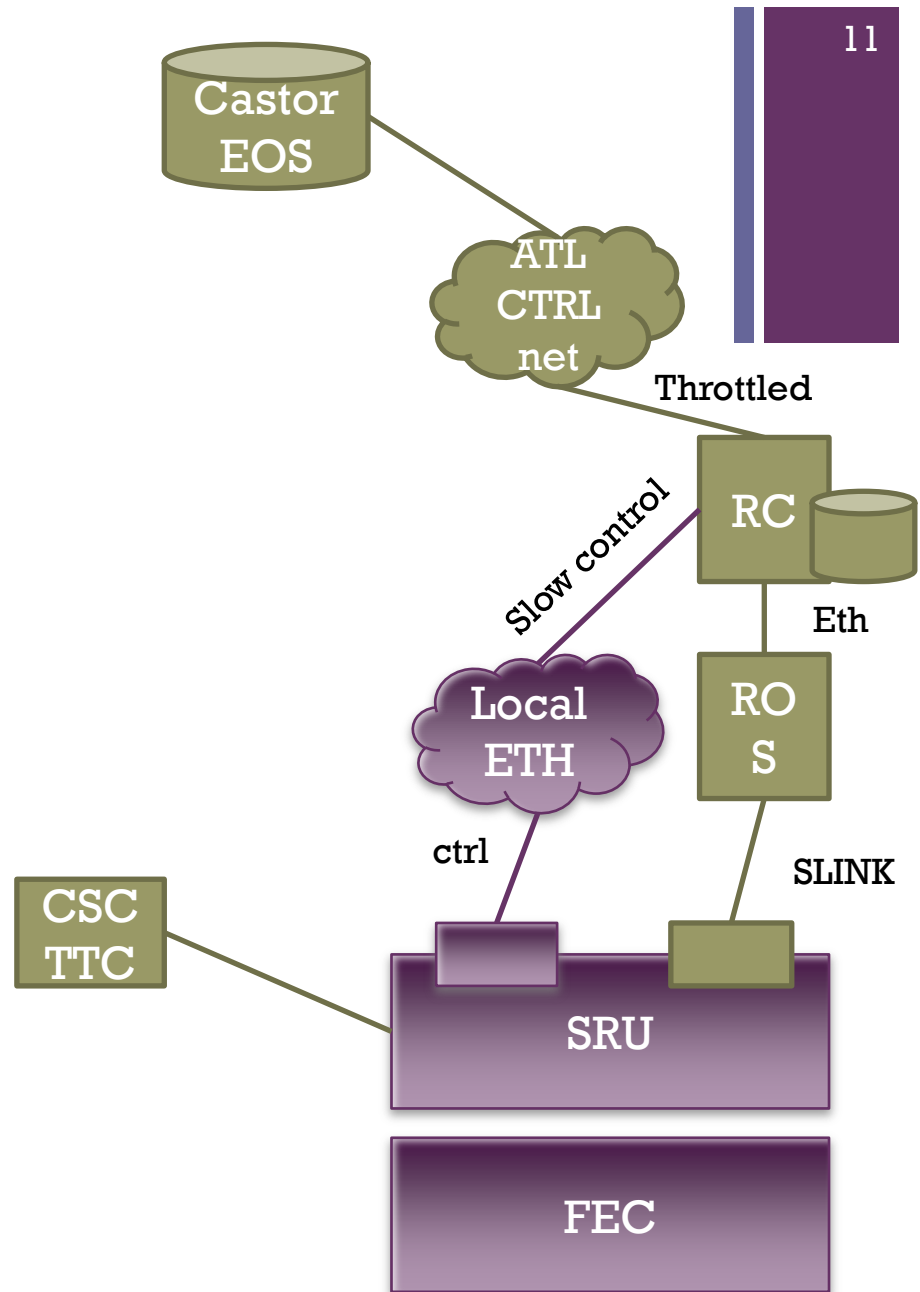 11
Castor
EOS
ATL
CTRL
net
Throttled
RC
Slow control
Eth
Local
ETH
RO
S
ctrl
SLINK
CSC
TTC
SRU
FEC